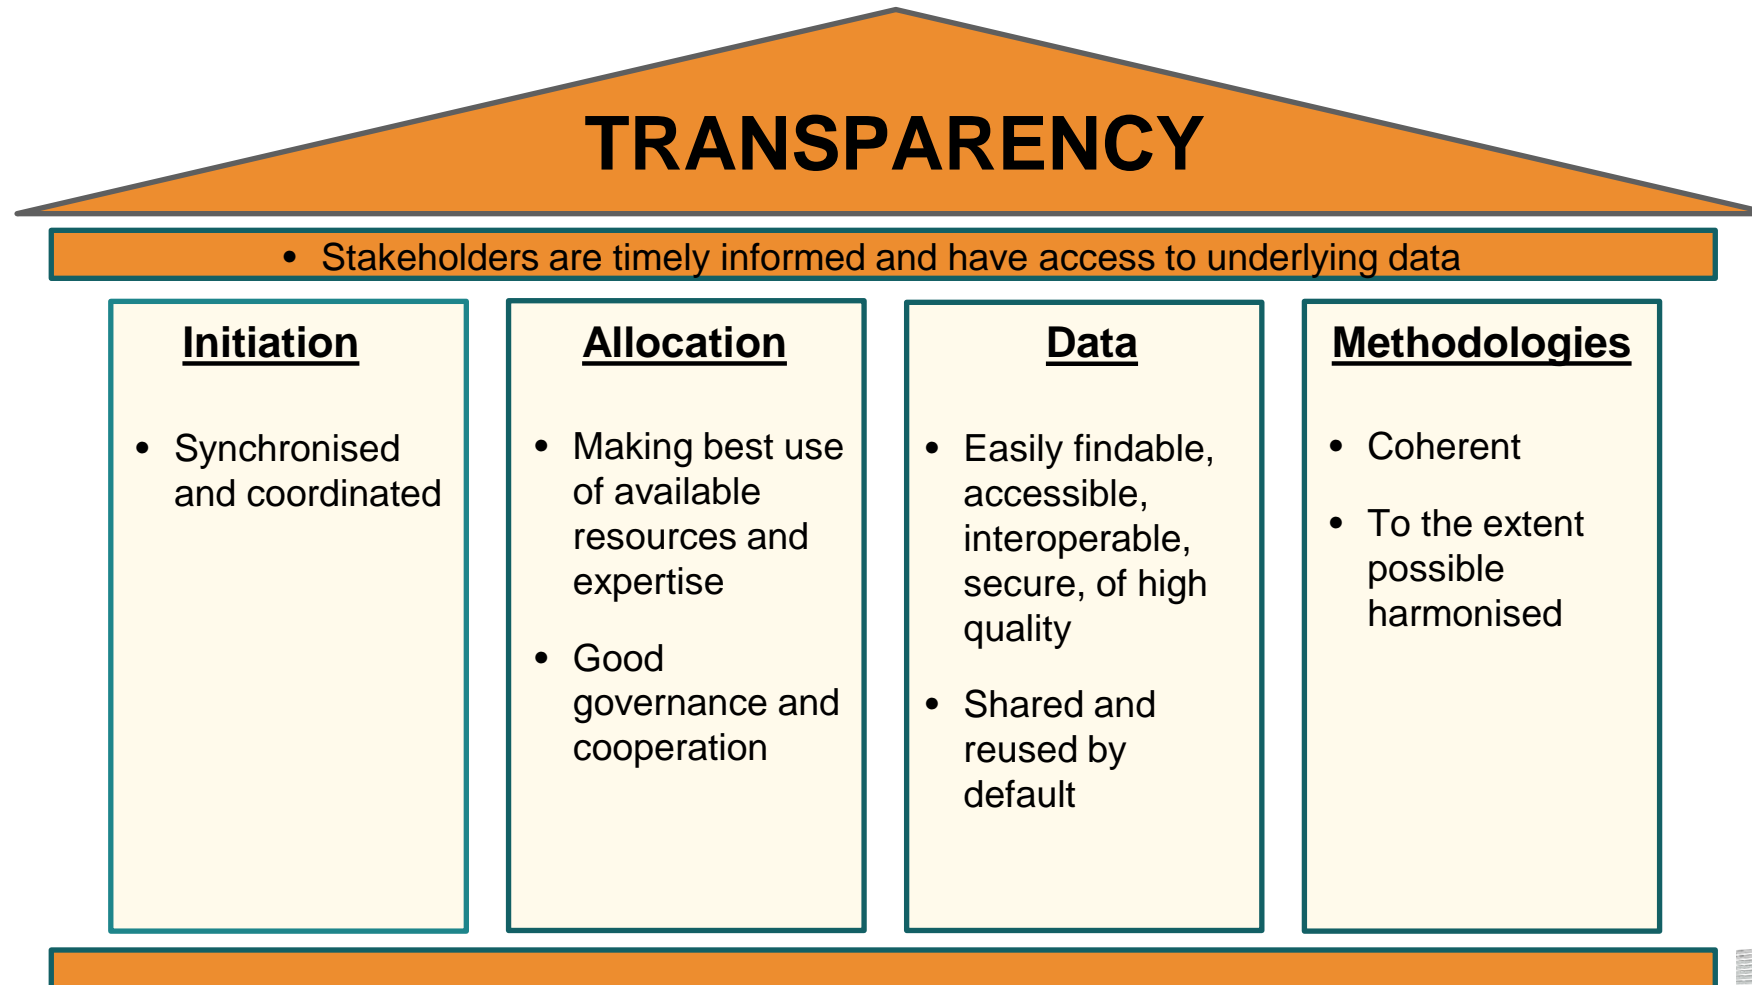 TRANSPARENCY
• Stakeholders are timely informed and have access to underlying data
Initiation
• Synchronised
and coordinated
Allocation
• Making best use
of available
resources and
expertise
• Good
governance and
cooperation
Data
• Easily findable,
accessible,
interoperable,
secure, of high
quality
• Shared and
reused by
default
Methodologies
• Coherent
• To the extent
possible
harmonised